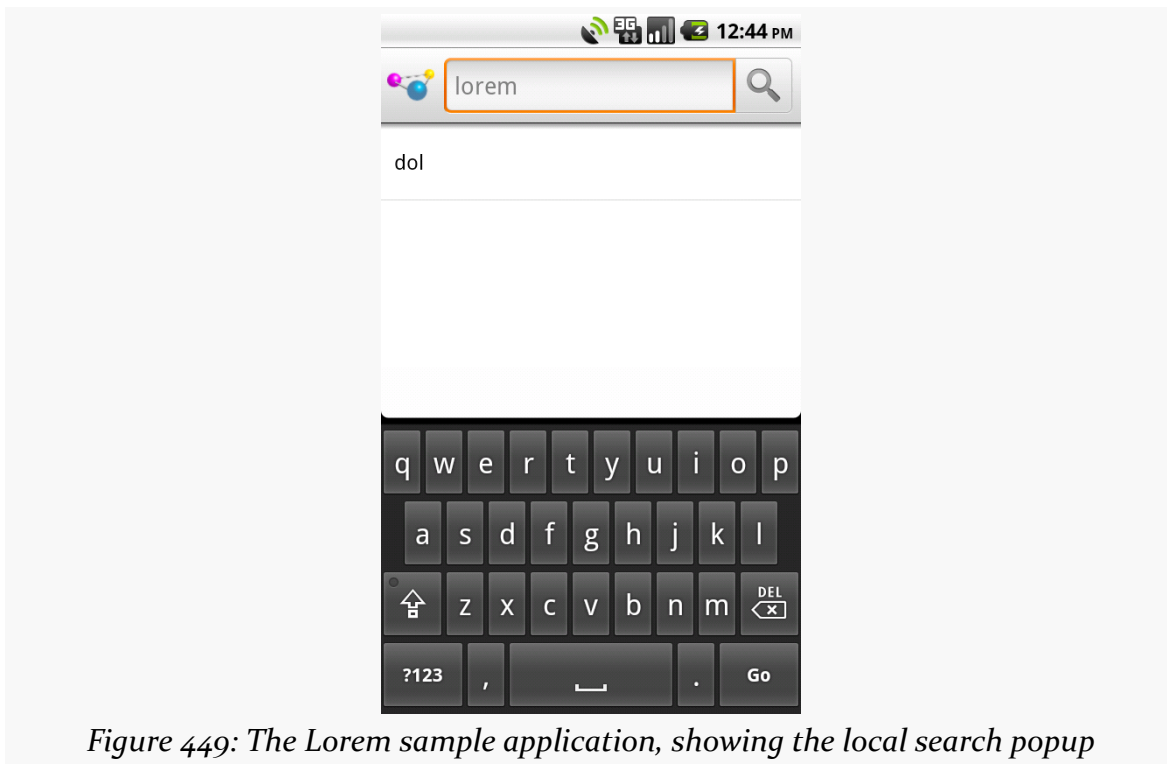 3G 12:44 PM
lorem
dol
q w e r t y u i o p
a s d f g h j k l
z x c v b n m DEL
?123 , . Go
Figure 449: The Lorem sample application, showing the local search popup